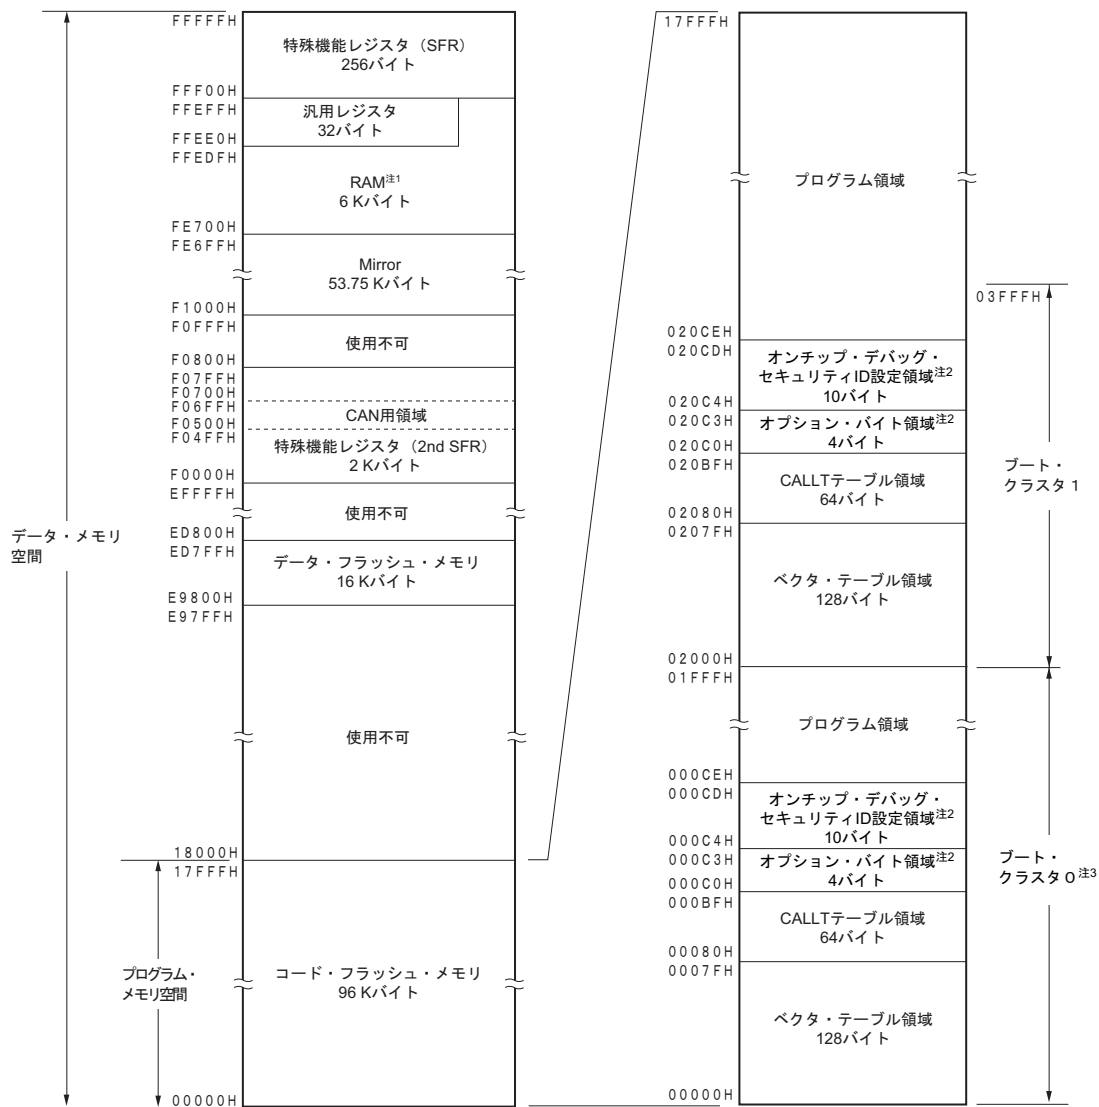 FFFFFH
特殊機能レジスタ（SFR）
256バイト
FFF00H
FFEFFH
汎用レジスタ
32バイト
FFEE0H
FFEDFH
RAM注1
6 Kバイト
FE700H
FE6FFH
Mirror
53.75 Kバイト
F1000H
F0FFFH
使用不可
F0800H
F07FFH
F0700H
F06FFH
CAN用領域
F0500H
F04FFH
特殊機能レジスタ（2nd SFR）
2 Kバイト
F0000H
EFFFFH
使用不可
ED800H
ED7FFH
データ・フラッシュ・メモリ
16 Kバイト
E9800H
E97FFH
データ・メモリ
空間
使用不可
18000H
17FFFH
プログラム・
メモリ空間
コード・フラッシュ・メモリ
96 Kバイト
00000H
17FFFH
プログラム領域
03FFFH
020CEH
020CDH
オンチップ・デバッグ・
セキュリティID設定領域注2
10バイト
020C4H
020C3H
オプション・バイト領域注2
4バイト
020C0H
020BFH
CALLTテーブル領域
64バイト
ブート・
クラスタ1
02080H
0207FH
ベクタ・テーブル領域
128バイト
02000H
01FFFH
プログラム領域
000CEH
000CDH
オンチップ・デバッグ・
セキュリティID設定領域注2
10バイト
000C4H
000C3H
オプション・バイト領域注2
4バイト
000C0H
000BFH
ブート・
クラスタ0注3
CALLTテーブル領域
64バイト
00080H
0007FH
ベクタ・テーブル領域
128バイト
00000H